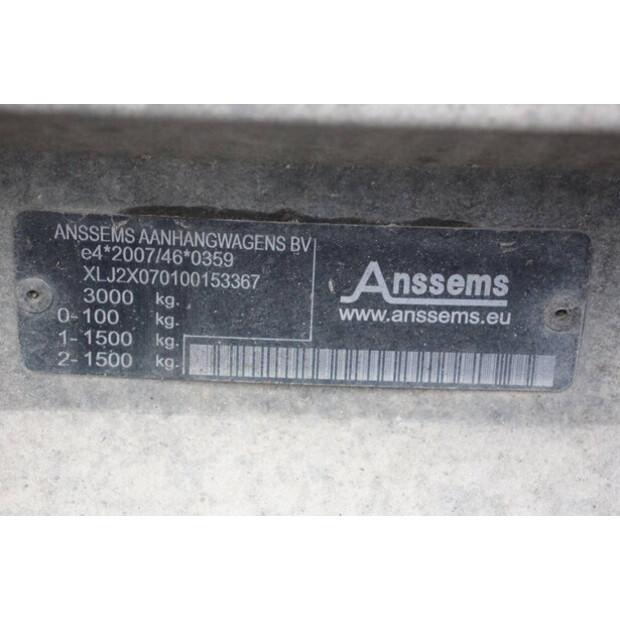 ANSSEMS AANHANGWAGENS BV
e4*2007/46*0359
XLJ2X070100153367
3000 kg.
0-100 kg.
1-1500 kg.
2-1500 kg.
Anssems
www.anssems.eu